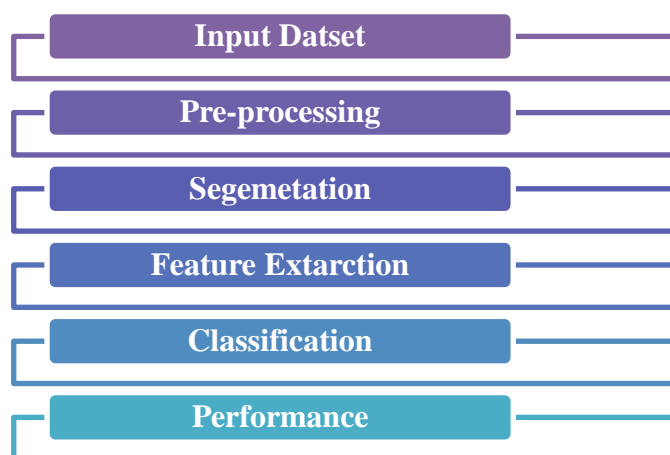 Input Datset
Pre-processing
Segemetation
Feature Extarction
Classification
Performance